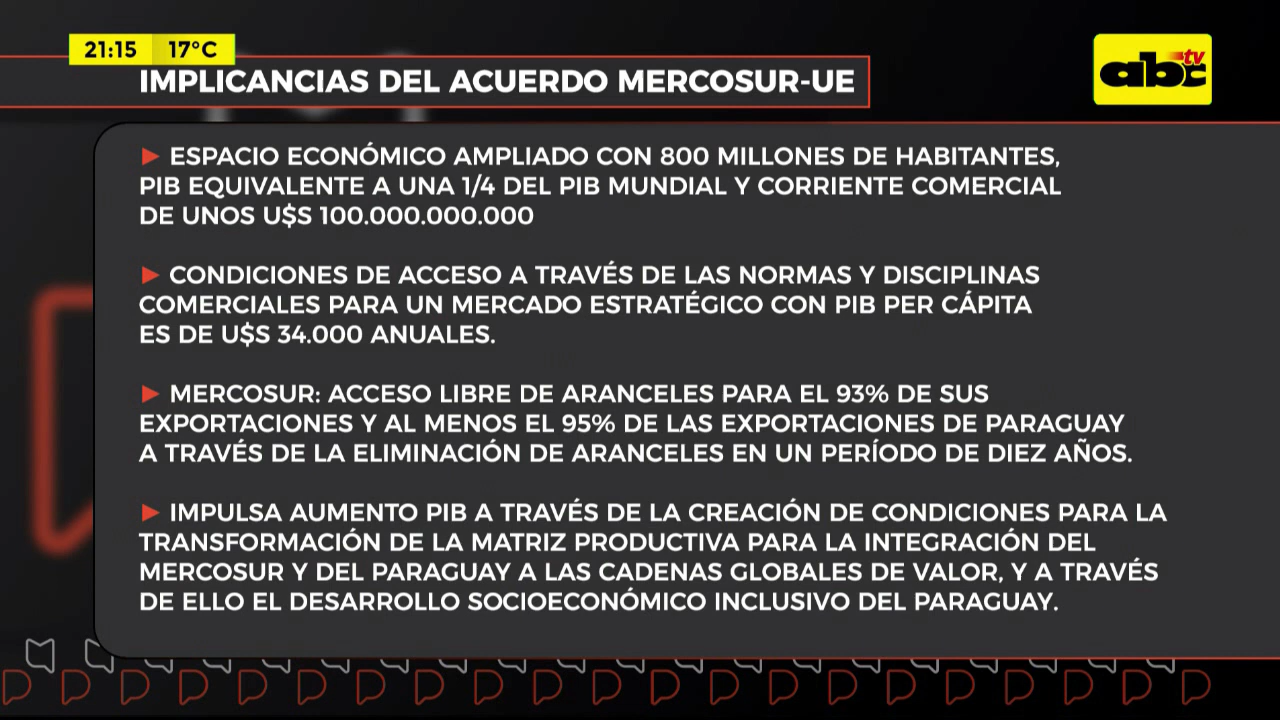 21:15 17°C
IMPLICANCIAS DEL ACUERDO MERCOSUR-UE
abc tv
► ESPACIO ECONÓMICO AMPLIADO CON 800 MILLONES DE HABITANTES,
PIB EQUIVALENTE A UNA 1/4 DEL PIB MUNDIAL Y CORRIENTE COMERCIAL
DE UNOS U$S 100.000.000.000
► CONDICIONES DE ACCESO A TRAVÉS DE LAS NORMAS Y DISCIPLINAS
COMERCIALES PARA UN MERCADO ESTRATÉGICO CON PIB PER CÁPITA
ES DE U$S 34.000 ANUALES.
► MERCOSUR: ACCESO LIBRE DE ARANCELES PARA EL 93% DE SUS
EXPORTACIONES Y AL MENOS EL 95% DE LAS EXPORTACIONES DE PARAGUAY
A TRAVÉS DE LA ELIMINACIÓN DE ARANCELES EN UN PERÍODO DE DIEZ AÑOS.
► IMPULSA AUMENTO PIB A TRAVÉS DE LA CREACIÓN DE CONDICIONES PARA LA
TRANSFORMACIÓN DE LA MATRIZ PRODUCTIVA PARA LA INTEGRACIÓN DEL
MERCOSUR Y DEL PARAGUAY A LAS CADENAS GLOBALES DE VALOR, Y A TRAVÉS
DE ELLO EL DESARROLLO SOCIOECONÓMICO INCLUSIVO DEL PARAGUAY.